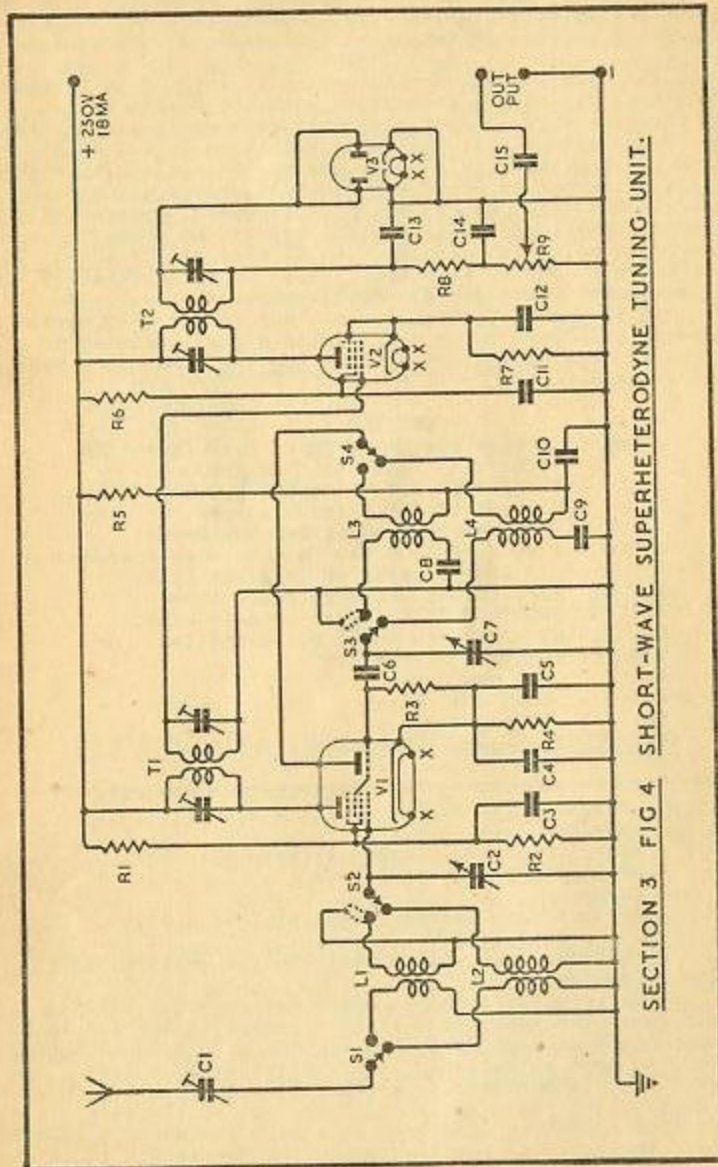 + 250V
18MA
R1
R5
R6
T1
T2
C1
S1
L1
S2
V1
X X
S3
L3
S4
V2
X X
V3
X X
C6
C8
R3
C13
R8
C14
C15
OUT
PUT
L2
L4
C2
C7
R7
R9
R2
C3
C4
R4
C5
C9
C10
C11
C12
SECTION 3 FIG 4 SHORT-WAVE SUPERHETERODYNE TUNING UNIT.